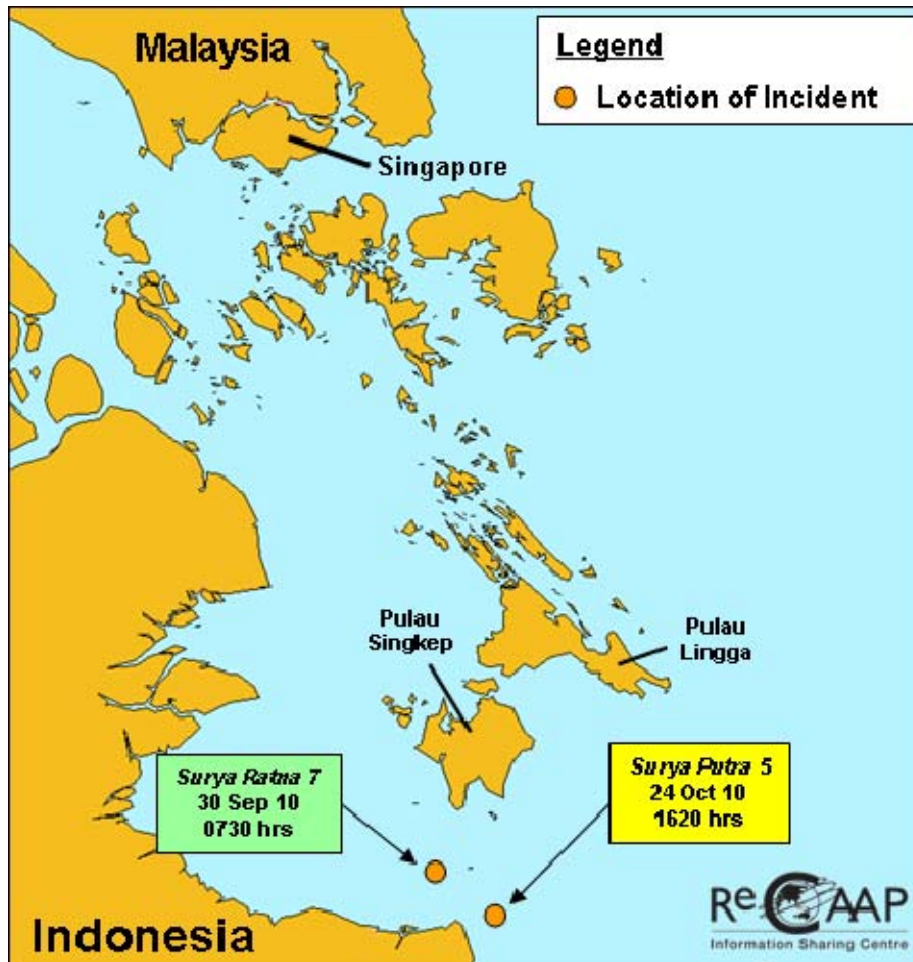 Malaysia
Legend
Location of Incident
Singapore
Pulau
Singkep
Pulau
Lingga
Surya Ratna 7
30 Sep 10
0730 hrs
Surya Putra 5
24 Oct 10
1620 hrs
Indonesia
ReCAAP
Information Sharing Centre